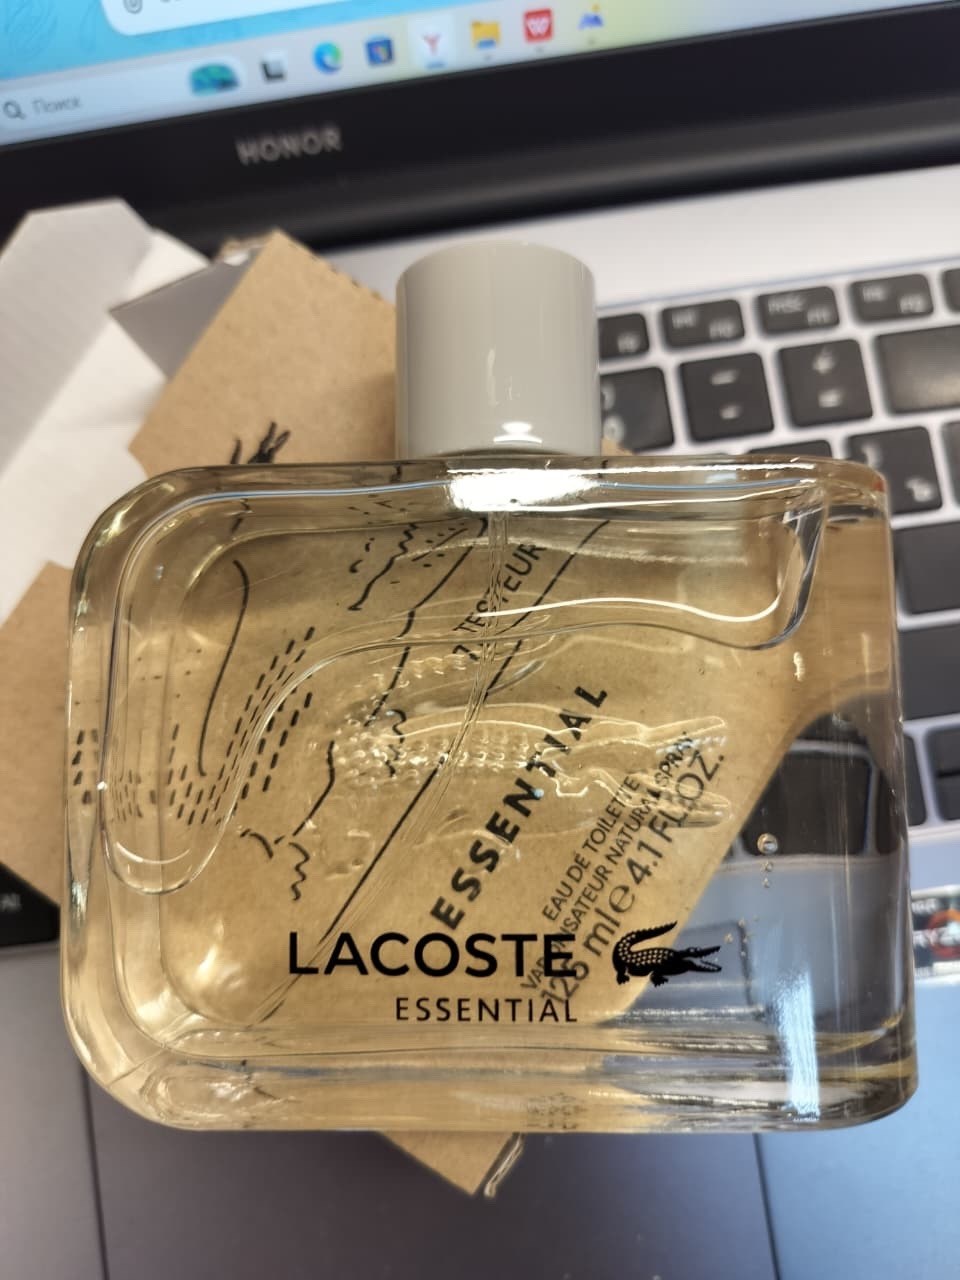 Поиск
HONOR
TESTEUR
ESSENTIAL
EAU DE TOILETTE
VAPORISATEUR NATURAL SPRAY
125 ml e 4.1 FL.OZ.
LACOSTE
ESSENTIAL